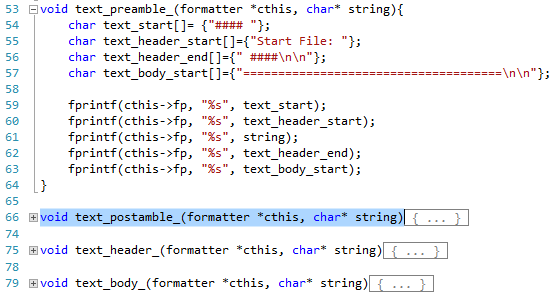 53 void text_preamble_(formatter *cthis, char* string){
54     char text_start[]= {"#### "};
55     char text_header_start[]={"Start File: "};
56     char text_header_end[]={" ####\n\n"};
57     char text_body_start[]={"=====================================\n\n"};
58
59     fprintf(cthis->fp, "%s", text_start);
60     fprintf(cthis->fp, "%s", text_header_start);
61     fprintf(cthis->fp, "%s", string);
62     fprintf(cthis->fp, "%s", text_header_end);
63     fprintf(cthis->fp, "%s", text_body_start);
64 }
65
66 void text_postamble_(formatter *cthis, char* string) { ... }
74
75 void text_header_(formatter *cthis, char* string) { ... }
78
79 void text_body_(formatter *cthis, char* string) { ... }